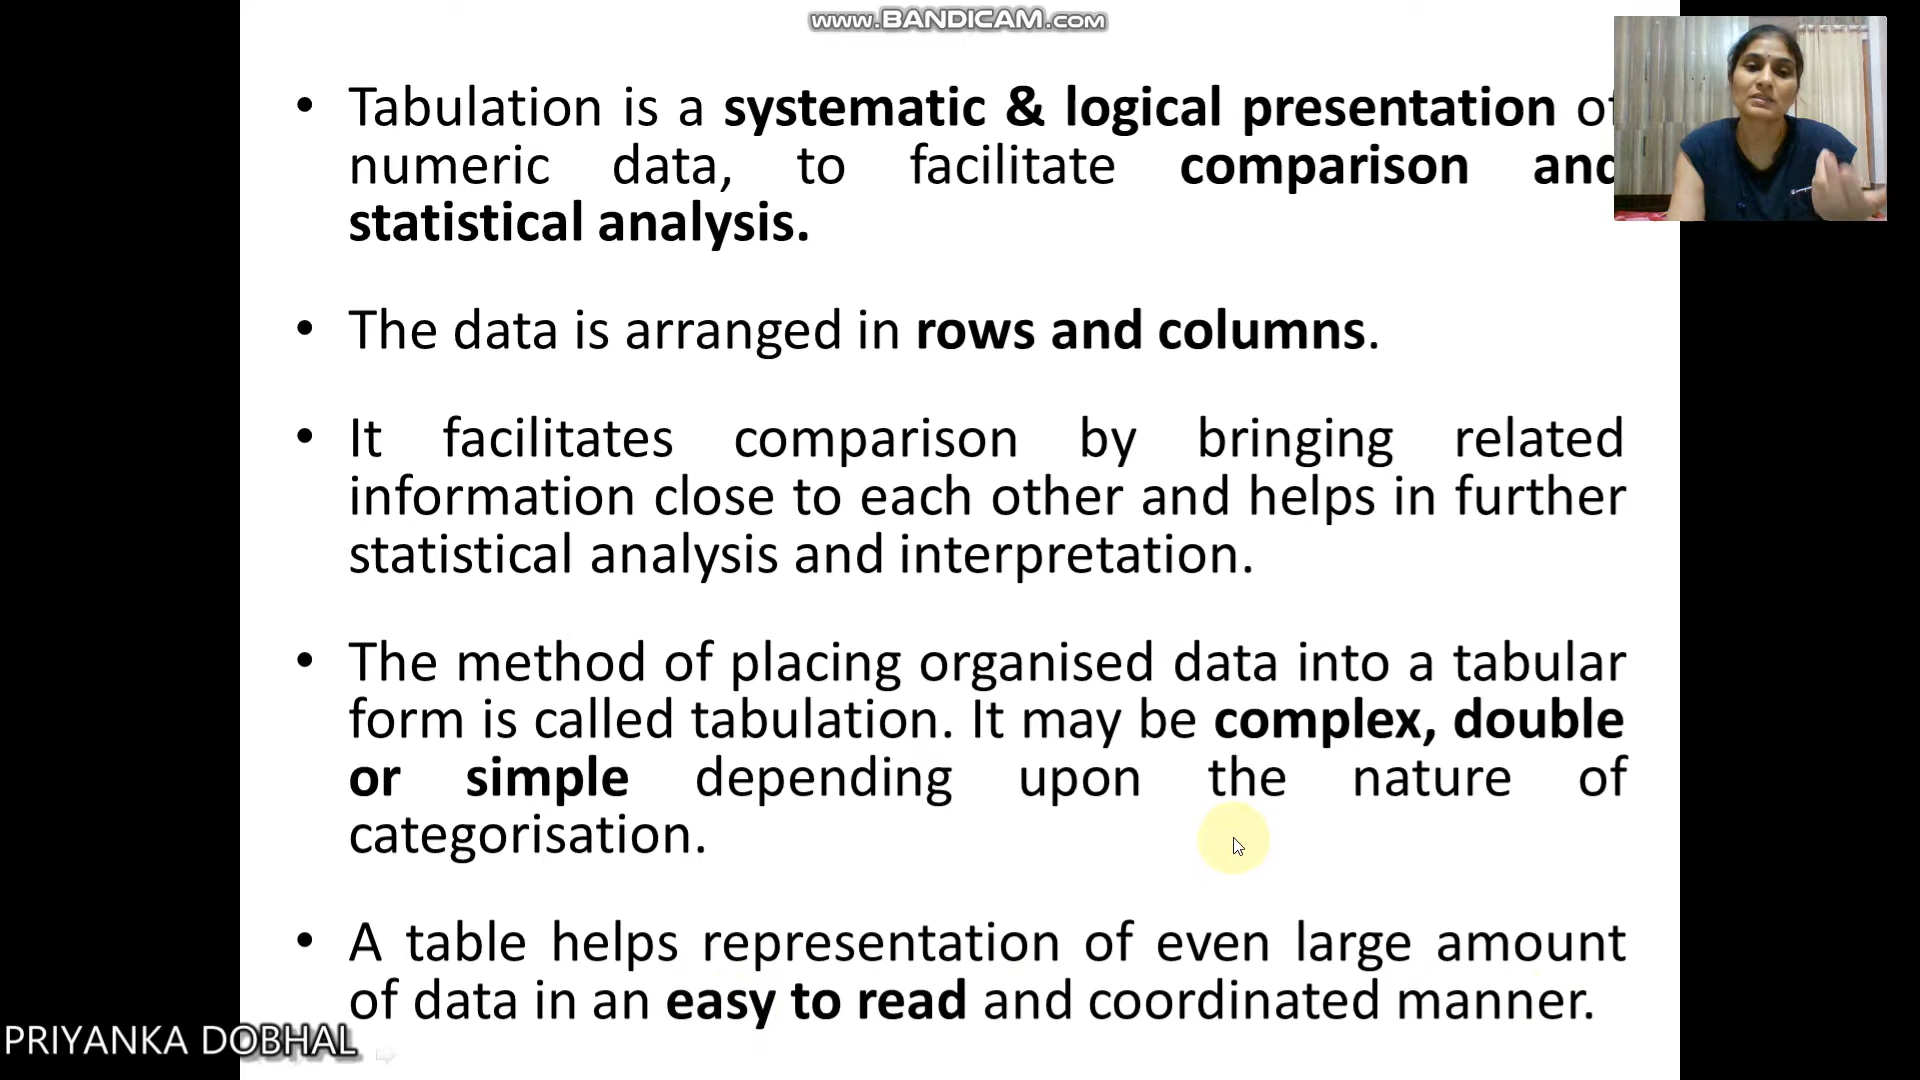 www.BANDICAM.com
• Tabulation is a systematic & logical presentation of
numeric data, to facilitate comparison and
statistical analysis.
• The data is arranged in rows and columns.
• It facilitates comparison by bringing related
information close to each other and helps in further
statistical analysis and interpretation.
• The method of placing organised data into a tabular
form is called tabulation. It may be complex, double
or simple depending upon the nature of
categorisation.
• A table helps representation of even large amount
of data in an easy to read and coordinated manner.
PRIYANKA DOBHAL